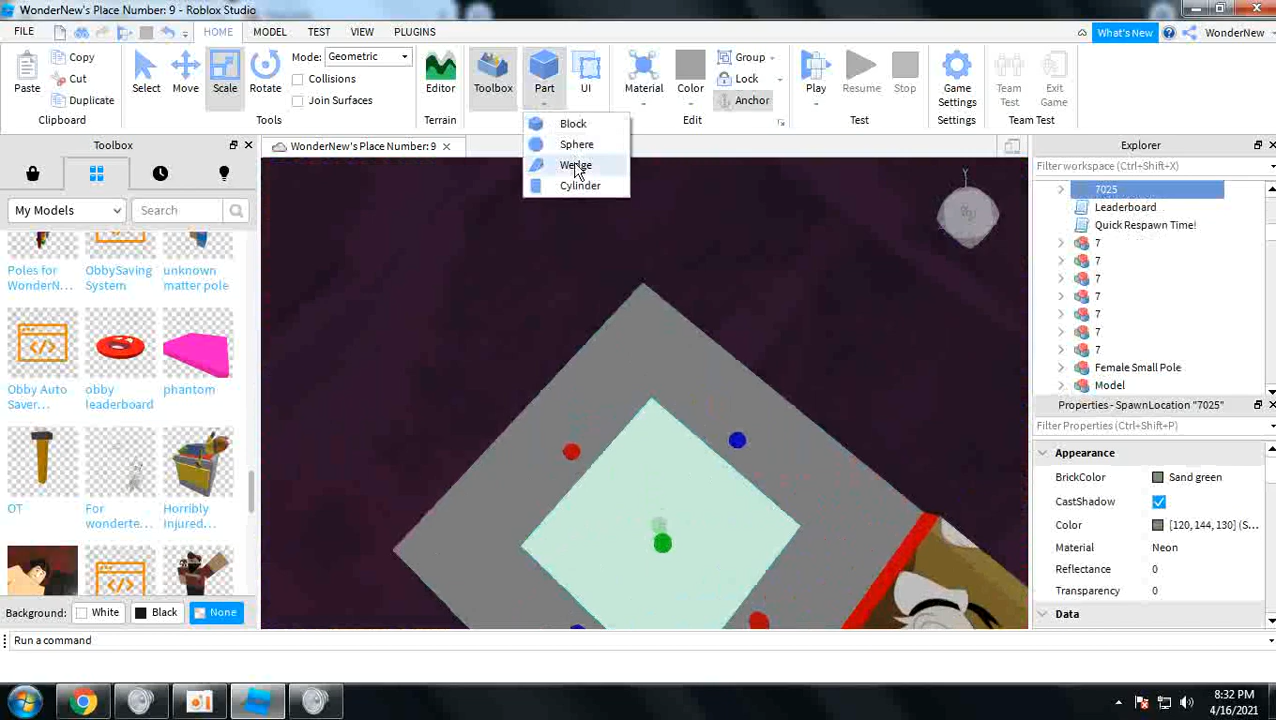 WonderNew's Place Number: 9 - Roblox Studio
FILE HOME MODEL TEST VIEW PLUGINS What's New WonderNew
Paste Copy Cut Duplicate Clipboard
Select Move Scale Rotate Mode: Geometric Collisions Join Surfaces Tools
Editor Terrain Toolbox Part UI
Material Color Group Lock Anchor Edit
Play Resume Stop Test
Game Settings Settings
Team Test Exit Game Team Test
Block
Sphere
Wedge
Cylinder
Toolbox
WonderNew's Place Number: 9
My Models Search
Poles for WonderN...
ObbySaving System
unknown matter pole
Obby Auto Saver...
obby leaderboard
phantom
OT
For wonderte...
Horribly Injured...
Background: White Black None
Explorer
Filter workspace (Ctrl+Shift+X)
7025
Leaderboard
Quick Respawn Time!
7
7
7
7
7
7
7
Female Small Pole
Model
Properties - SpawnLocation "7025"
Filter Properties (Ctrl+Shift+P)
Appearance
BrickColor Sand green
CastShadow
Color [120, 144, 130] (S...
Material Neon
Reflectance 0
Transparency 0
Data
Run a command
8:32 PM
4/16/2021